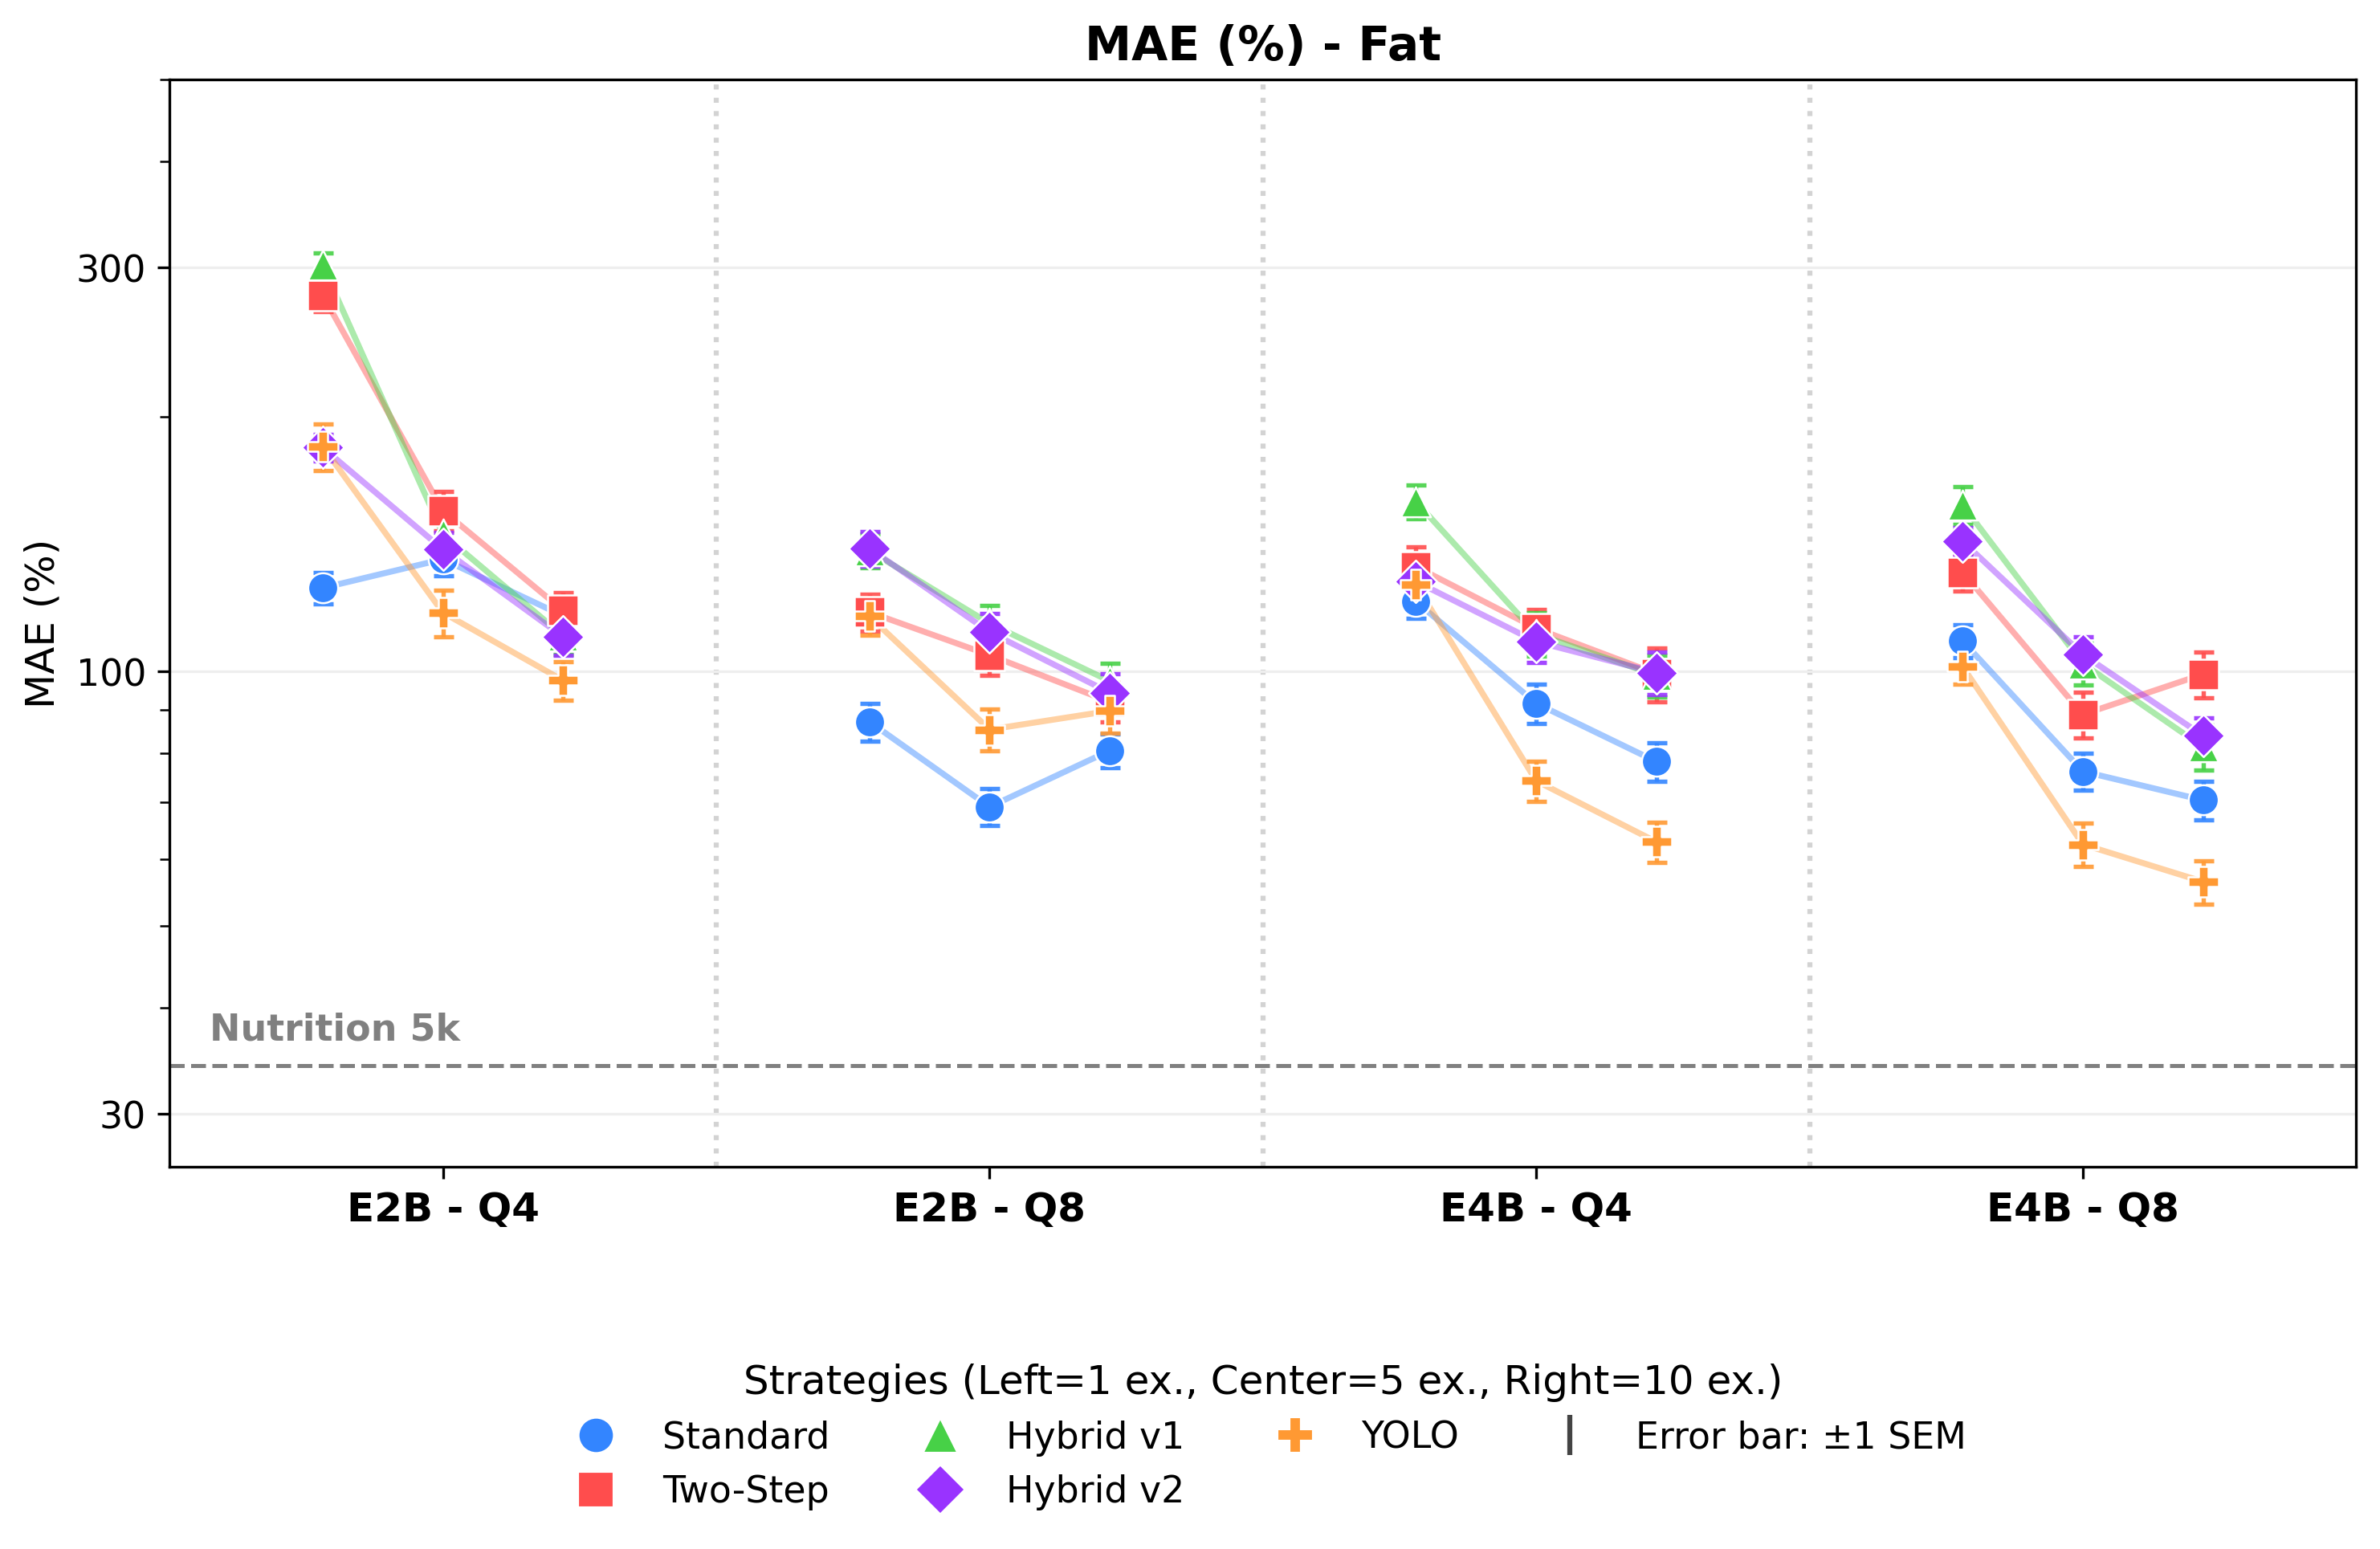 MAE (%) - Fat
MAE (%)
300
100
30
Nutrition 5k
E2B - Q4
E2B - Q8
E4B - Q4
E4B - Q8
Strategies (Left=1 ex., Center=5 ex., Right=10 ex.)
Standard
Two-Step
Hybrid v1
Hybrid v2
YOLO
Error bar: ±1 SEM